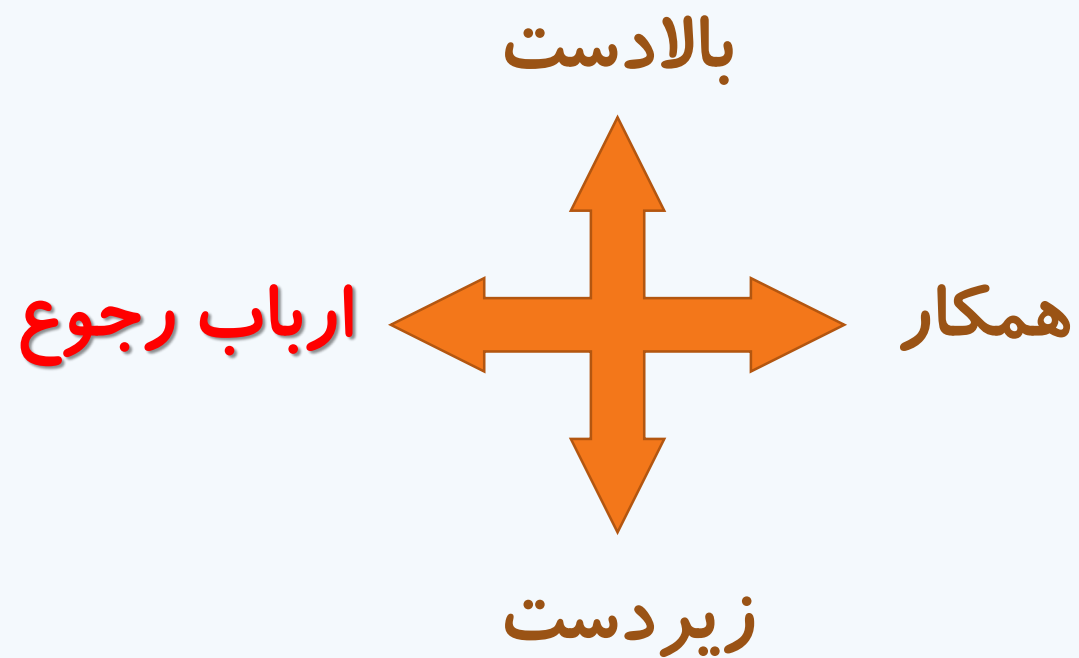 بالادست
همکار
ارباب رجوع
زیردست